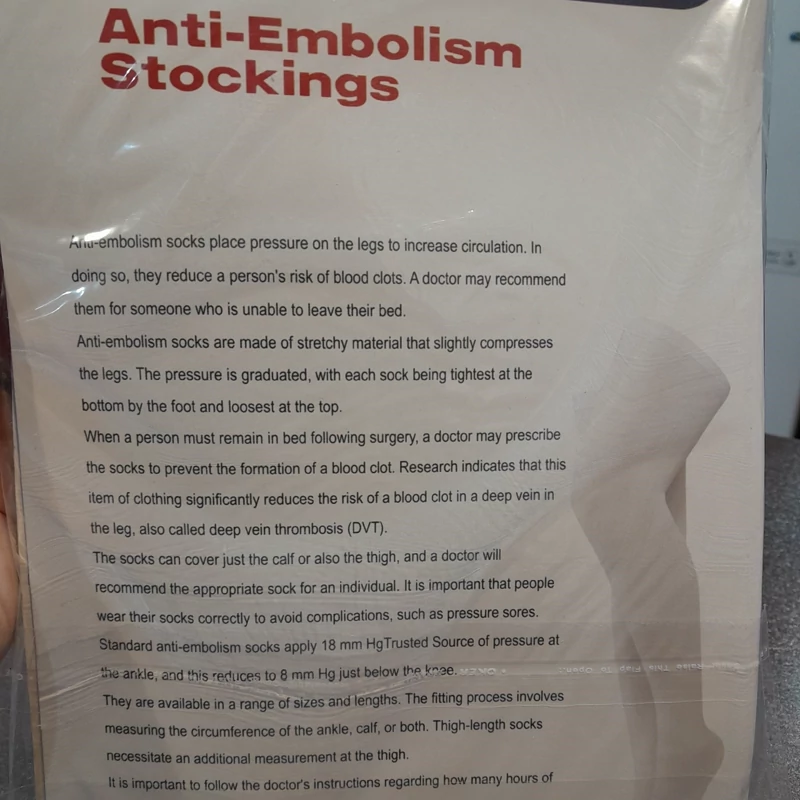 Anti-Embolism
Stockings
Anti-embolism socks place pressure on the legs to increase circulation. In
doing so, they reduce a person's risk of blood clots. A doctor may recommend
them for someone who is unable to leave their bed.
Anti-embolism socks are made of stretchy material that slightly compresses
the legs. The pressure is graduated, with each sock being tightest at the
bottom by the foot and loosest at the top.
When a person must remain in bed following surgery, a doctor may prescribe
the socks to prevent the formation of a blood clot. Research indicates that this
item of clothing significantly reduces the risk of a blood clot in a deep vein in
the leg, also called deep vein thrombosis (DVT).
The socks can cover just the calf or also the thigh, and a doctor will
recommend the appropriate sock for an individual. It is important that people
wear their socks correctly to avoid complications, such as pressure sores.
Standard anti-embolism socks apply 18 mm HgTrusted Source of pressure at
the ankle, and this reduces to 8 mm Hg just below the knee.
They are available in a range of sizes and lengths. The fitting process involves
measuring the circumference of the ankle, calf, or both. Thigh-length socks
necessitate an additional measurement at the thigh.
It is important to follow the doctor's instructions regarding how many hours of